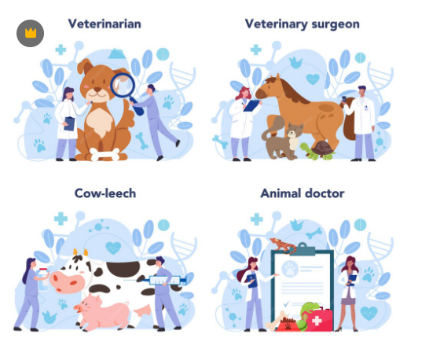 Veterinarian
Veterinary surgeon
Cow-leech
Animal doctor